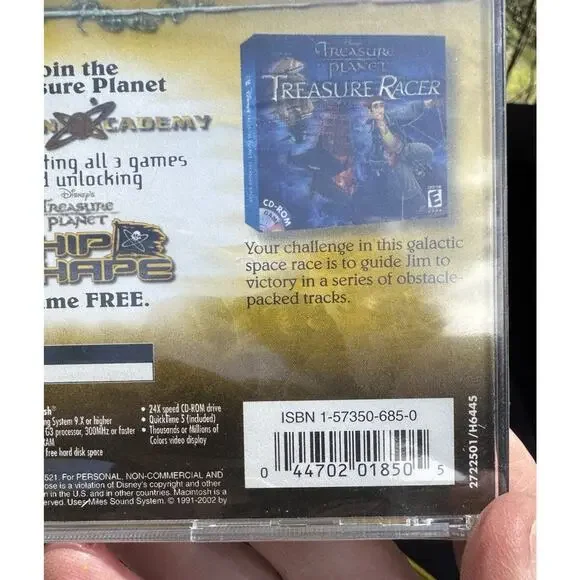 oin the
sure Planet
N ACADEMY
ting all 3 games
d unlocking
DISNEY'S
TREASURE
PLANET
HIP
HAPE
me FREE.
TREASURE
PLANET
TREASURE RACER
CD-ROM
E
Your challenge in this galactic
space race is to guide Jim to
victory in a series of obstacle-
packed tracks.
sh®
ing System 9.X or higher
G3 processor, 300MHz or faster
RAM
free hard disk space
• 24X speed CD-ROM drive
• QuickTime 5 (included)
• Thousands or Millions of
Colors video display
ISBN 1-57350-685-0
0 44702 01850 5
2722501/H6445
521. For PERSONAL, NON-COMMERCIAL AND
ose is a violation of Disney's copyright and other
n in the U.S. and in other countries. Macintosh is a
erved. Uses Miles Sound System. © 1991-2002 by